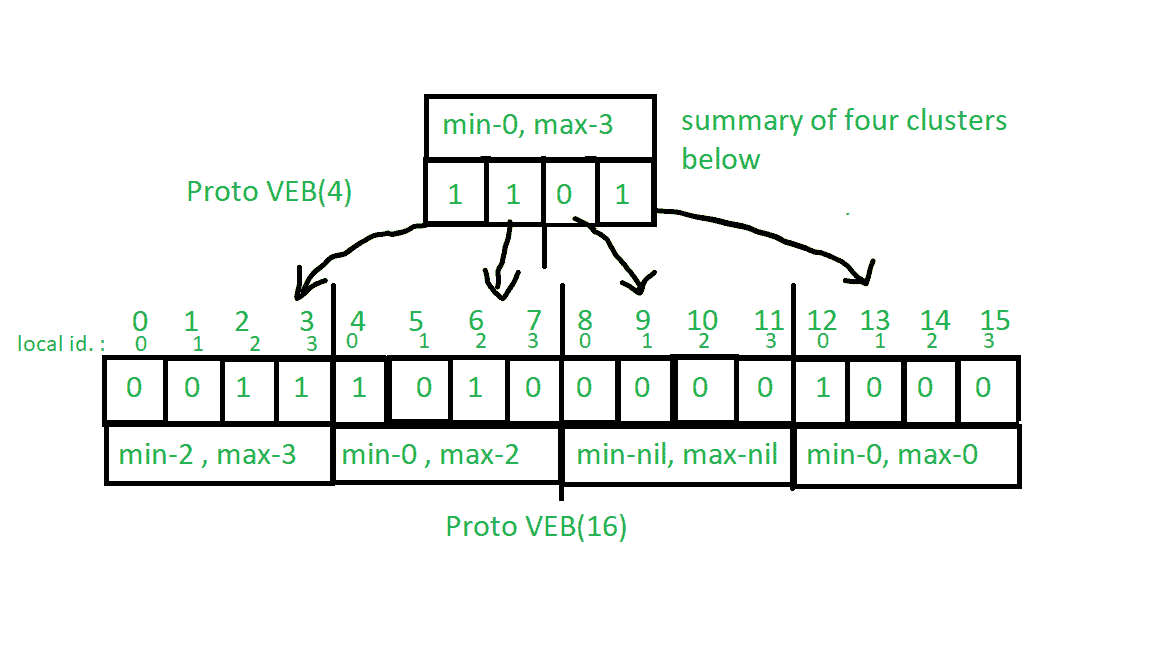 min-0, max-3
summary of four clusters
below
Proto VEB(4)
1 1 0 1
0 1 2 3 4 5 6 7 8 9 10 11 12 13 14 15
local id. : 0 1 2 3 0 1 2 3 0 1 2 3 0 1 2 3
0 0 1 1 1 0 1 0 0 0 0 0 1 0 0 0
min-2 , max-3 min-0 , max-2 min-nil, max-nil min-0, max-0
Proto VEB(16)